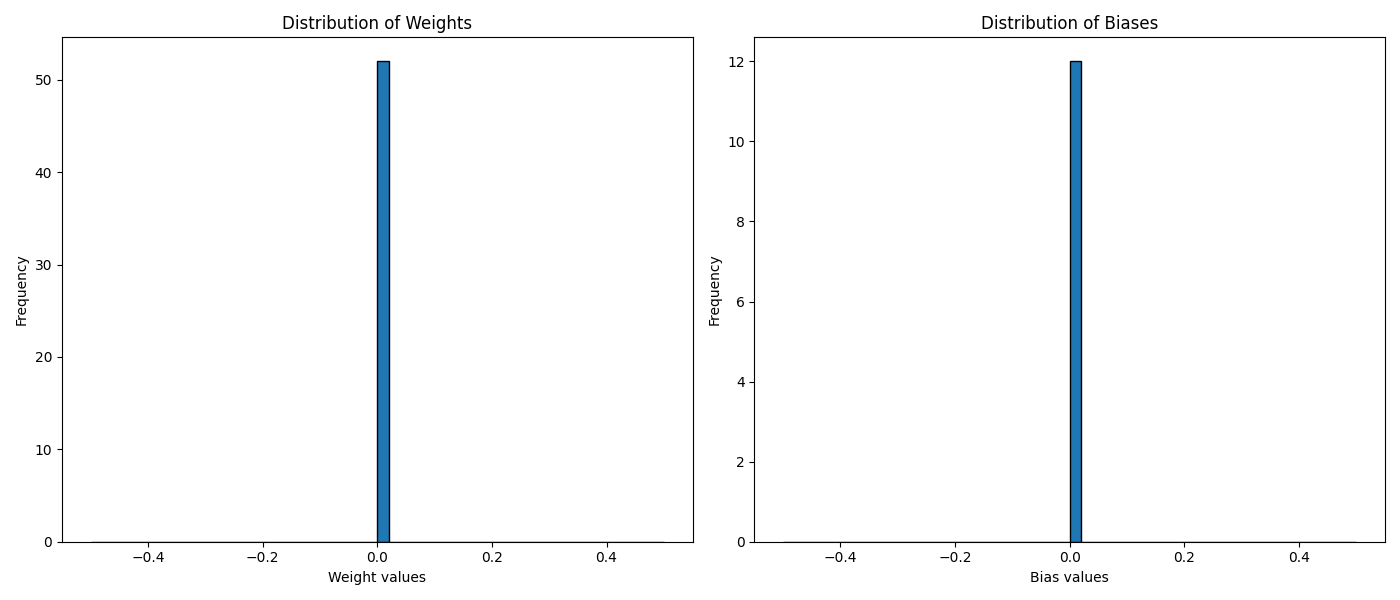 Distribution of Weights
50
40
30
20
10
0
Frequency
−0.4 −0.2 0.0 0.2 0.4
Weight values
Distribution of Biases
12
10
8
6
4
2
0
Frequency
−0.4 −0.2 0.0 0.2 0.4
Bias values